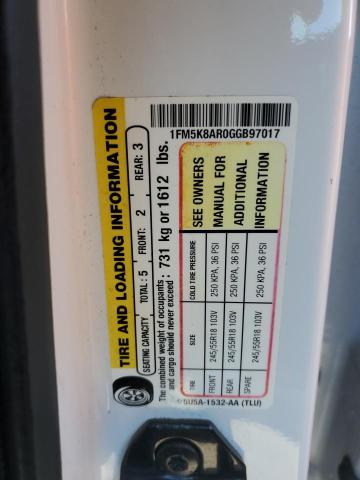 1FM5K8AR0GGB97017
TIRE AND LOADING INFORMATION
SEATING CAPACITY TOTAL: 5 FRONT: 2 REAR: 3
The combined weight of occupants
and cargo should never exceed : 731 kg or 1612 lbs.
TIRE SIZE COLD TIRE PRESSURE
FRONT 245/55R18 103V 250 KPA, 36 PSI
REAR 245/55R18 103V 250 KPA, 36 PSI
SPARE 245/55R18 103V 250 KPA, 36 PSI
SEE OWNERS
MANUAL FOR
ADDITIONAL
INFORMATION
5U5A-1532-AA (TLU)